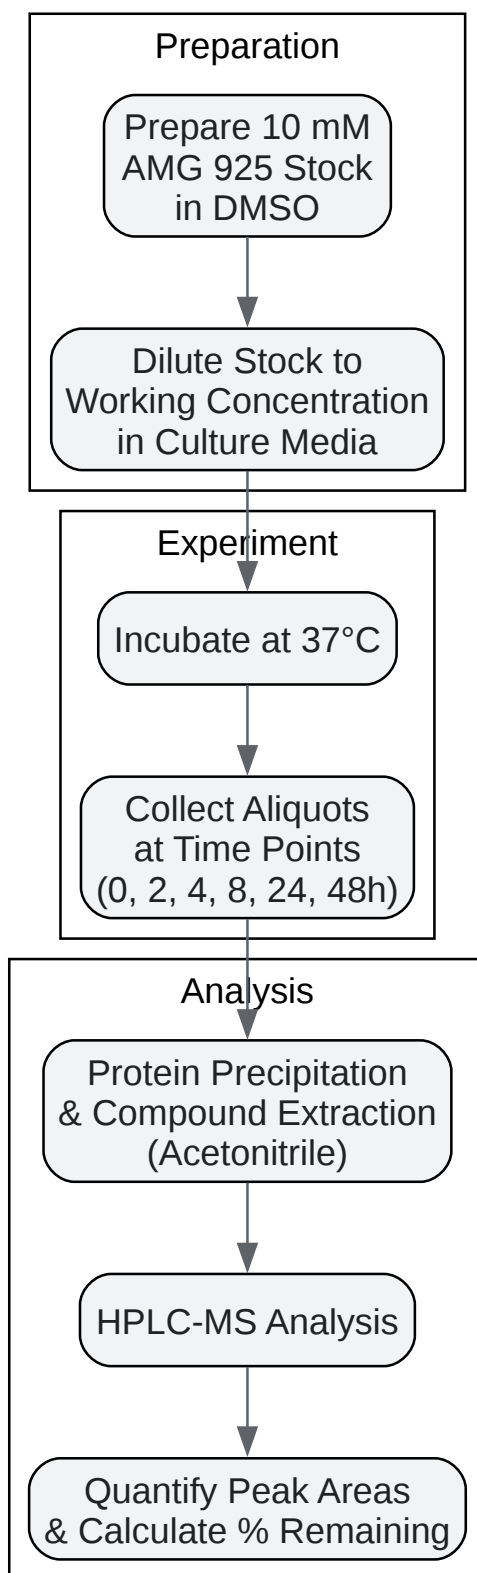 Preparation
Prepare 10 mM
AMG 925 Stock
in DMSO
Dilute Stock to
Working Concentration
in Culture Media
Experiment
Incubate at 37°C
Collect Aliquots
at Time Points
(0, 2, 4, 8, 24, 48h)
Analysis
Protein Precipitation
& Compound Extraction
(Acetonitrile)
HPLC-MS Analysis
Quantify Peak Areas
& Calculate % Remaining